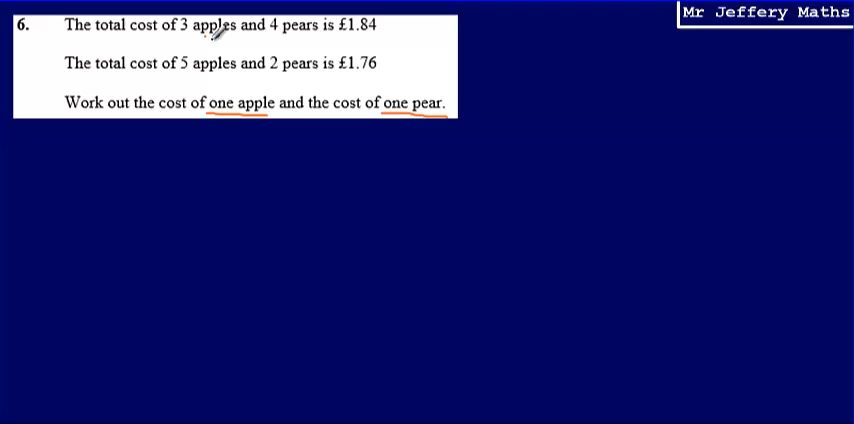 Mr Jeffery Maths
6. The total cost of 3 apples and 4 pears is £1.84
The total cost of 5 apples and 2 pears is £1.76
Work out the cost of one apple and the cost of one pear.